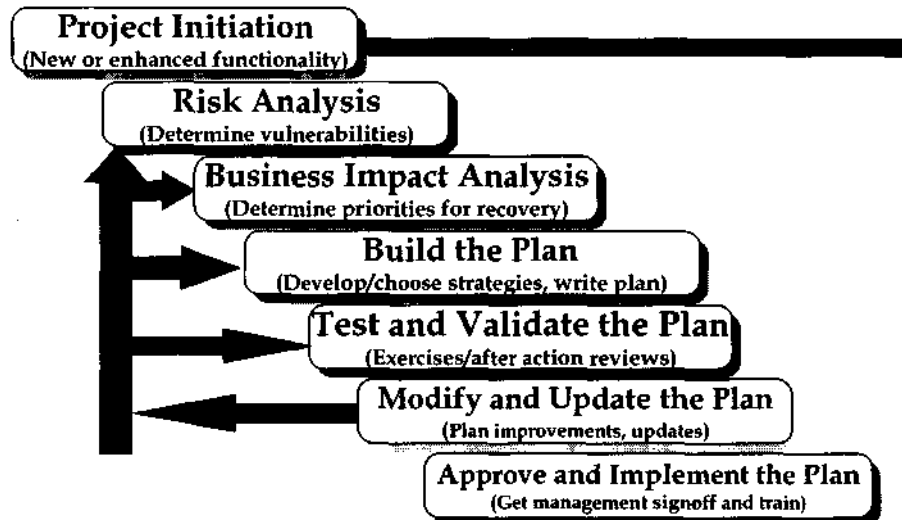 Project Initiation
(New or enhanced functionality)
Risk Analysis
(Determine vulnerabilities)
Business Impact Analysis
(Determine priorities for recovery)
Build the Plan
(Develop/choose strategies, write plan)
Test and Validate the Plan
(Exercises/after action reviews)
Modify and Update the Plan
(Plan improvements, updates)
Approve and Implement the Plan
(Get management signoff and train)